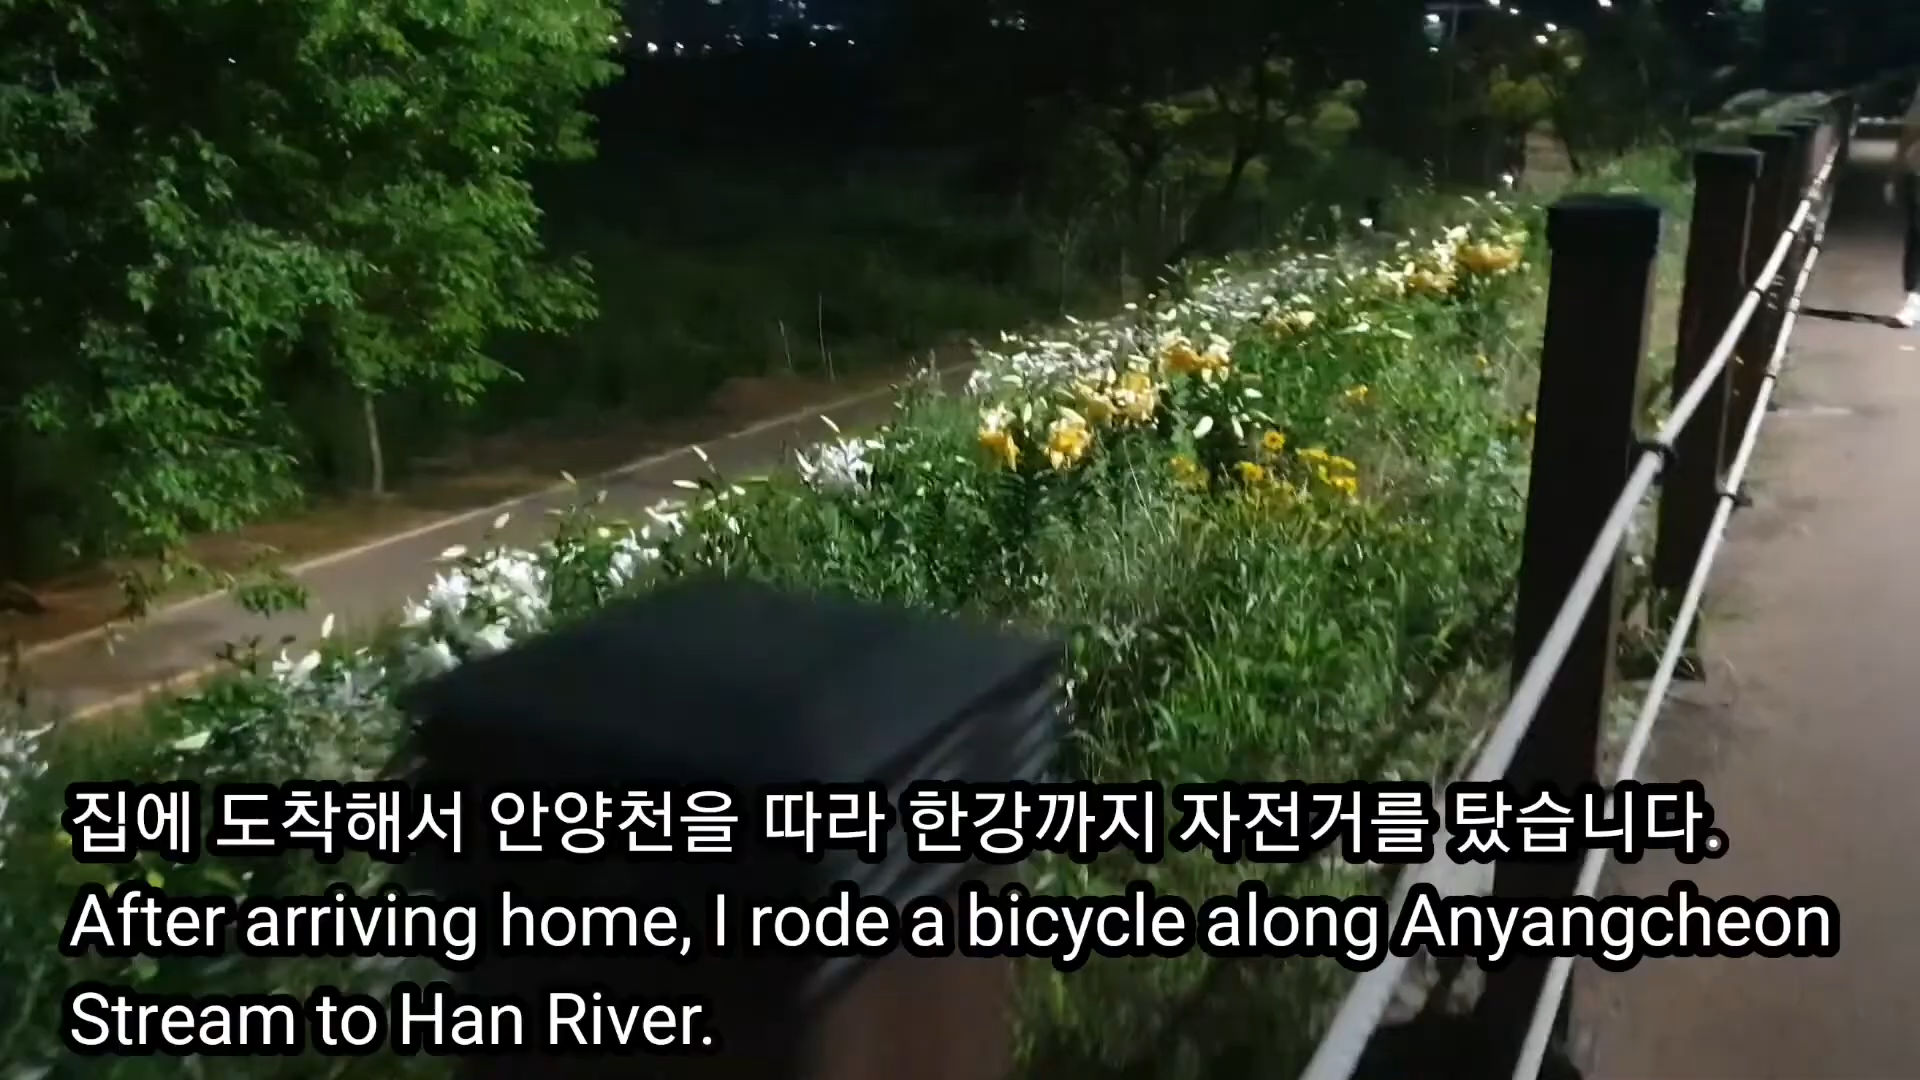 집에 도착해서 안양천을 따라 한강까지 자전거를 탔습니다.
After arriving home, I rode a bicycle along Anyangcheon
Stream to Han River.